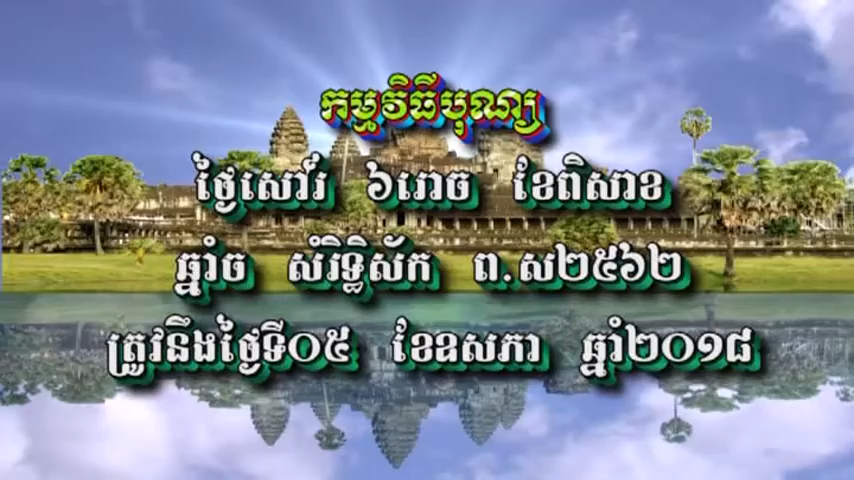 កម្មវិធីបុណ្យ
ថ្ងៃសៅរ៍ ៦រោច ខែពិសាខ
ឆ្នាំច សំរិទ្ធិស័ក ព.ស២៥៦២
ត្រូវនឹងថ្ងៃទី០៥ ខែឧសភា ឆ្នាំ២០១៨